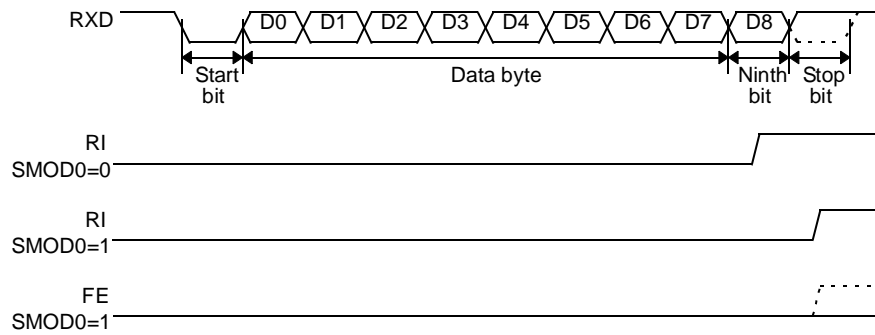 RXD D0 D1 D2 D3 D4 D5 D6 D7 D8
Start bit Data byte Ninth bit Stop bit
RI
SMOD0=0
RI
SMOD0=1
FE
SMOD0=1